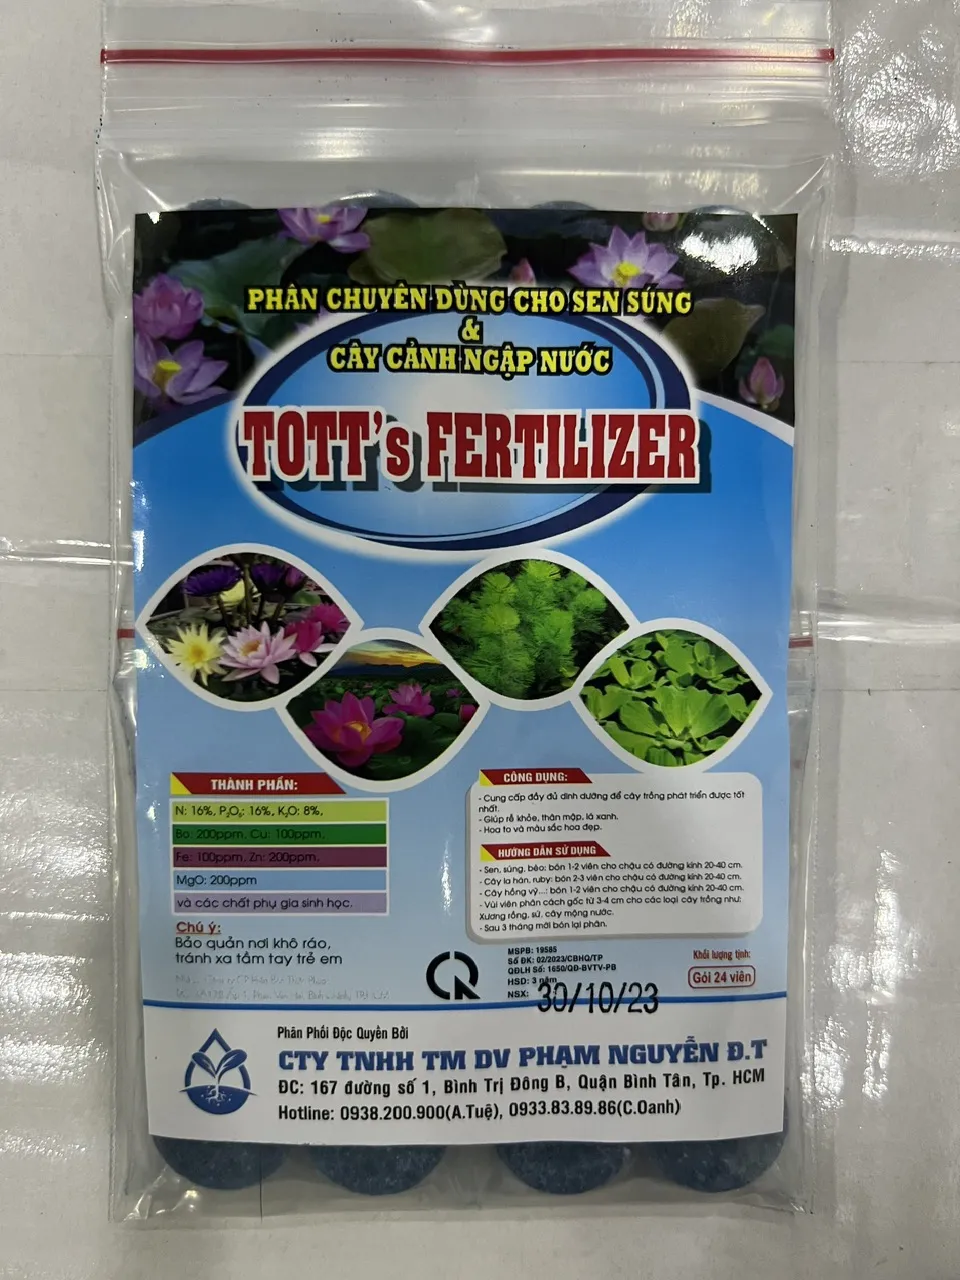 PHÂN CHUYÊN DÙNG CHO SEN SÚNG
&
CÂY CẢNH NGẬP NƯỚC
TOTT's FERTILIZER
THÀNH PHẦN:
N: 16%, P₂O₅: 16%, K₂O: 8%,
Bo: 200ppm, Cu: 100ppm,
Fe: 100ppm, Zn: 200ppm,
MgO: 200ppm
và các chất phụ gia sinh học.
Chú ý:
Bảo quản nơi khô ráo,
tránh xa tầm tay trẻ em
CÔNG DỤNG:
- Cung cấp đầy đủ dinh dưỡng để cây trồng phát triển được tốt
nhất.
- Giúp rễ khỏe, thân mập, lá xanh.
- Hoa to và màu sắc hoa đẹp.
HƯỚNG DẪN SỬ DỤNG
- Sen, súng, bèo: bón 1-2 viên cho chậu có đường kính 20-40 cm.
- Cây la hán, ruby: bón 2-3 viên cho chậu có đường kính 20-40 cm.
- Cây hồng vỹ...: bón 1-2 viên cho chậu có đường kính 20-40 cm.
- Vùi viên phân cách gốc từ 3-4 cm cho các loại cây trồng như:
Xương rồng, sứ, cây mộng nước.
- Sau 3 tháng mới bón lại phân.
MSPB: 19585
Số ĐK: 02/2023/CBHQ/TP
QĐLH Số: 1650/QĐ-BVTV-PB
HSD: 3 năm
NSX: 30/10/23
Khối lượng tịnh:
Gói 24 viên
Phân Phối Độc Quyền Bởi
CTY TNHH TM DV PHẠM NGUYỄN Đ.T
ĐC: 167 đường số 1, Bình Trị Đông B, Quận Bình Tân, Tp. HCM
Hotline: 0938.200.900(A.Tuệ), 0933.83.89.86(C.Oanh)